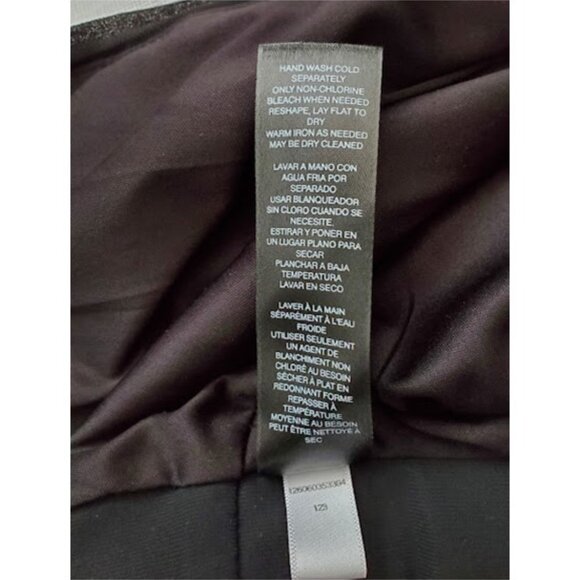 HAND WASH COLD
SEPARATELY
ONLY NON-CHLORINE
BLEACH WHEN NEEDED
RESHAPE, LAY FLAT TO
DRY
WARM IRON AS NEEDED
MAY BE DRY CLEANED
LAVAR A MANO CON
AGUA FRIA POR
SEPARADO
USAR BLANQUEADOR
SIN CLORO CUANDO SE
NECESITE.
ESTIRAR Y PONER EN
UN LUGAR PLANO PARA
SECAR
PLANCHAR A BAJA
TEMPERATURA
LAVAR EN SECO
LAVER À LA MAIN
SÉPARÉMENT À L'EAU
FROIDE
UTILISER SEULEMENT
UN AGENT DE
BLANCHIMENT NON
CHLORÉ AU BESOIN
SÉCHER À PLAT EN
REDONNANT FORME
REPASSER À
TEMPÉRATURE
MOYENNE AU BESOIN
PEUT ÊTRE NETTOYÉ À
SEC
126060353364
123